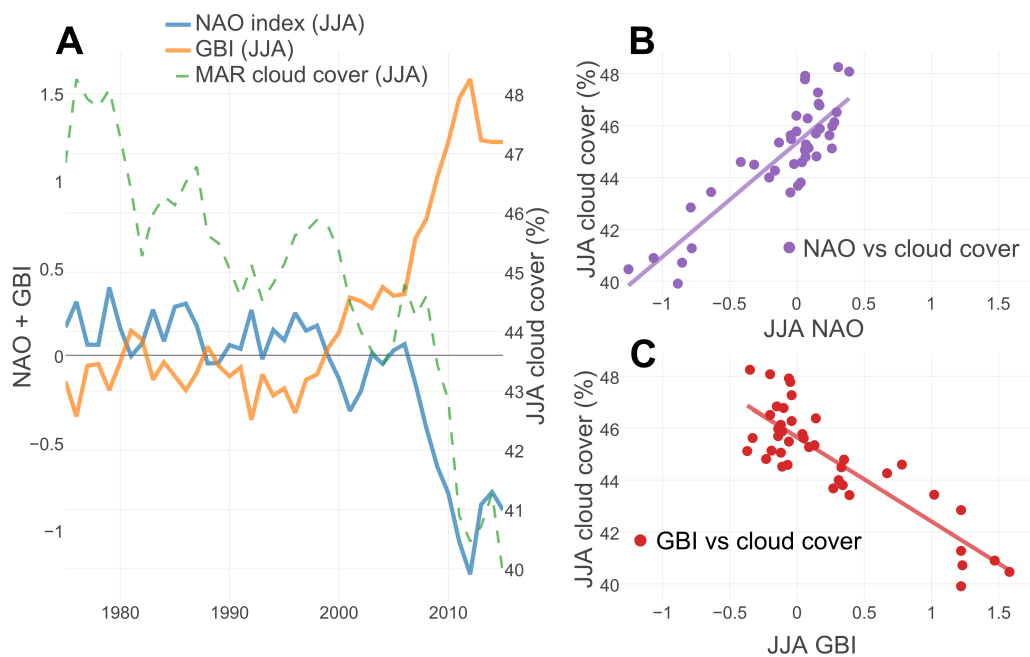 A
NAO index (JJA)
GBI (JJA)
MAR cloud cover (JJA)
NAO + GBI
1.5
1
0.5
0
−0.5
−1
JJA cloud cover (%)
48
47
46
45
44
43
42
41
40
1980
1990
2000
2010
B
JJA cloud cover (%)
48
46
44
42
40
NAO vs cloud cover
−1
−0.5
0
0.5
1
1.5
JJA NAO
C
JJA cloud cover (%)
48
46
44
42
40
GBI vs cloud cover
−1
−0.5
0
0.5
1
1.5
JJA GBI